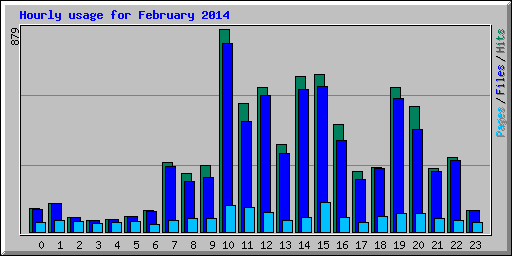 Hourly usage for February 2014
879
Pages/Files/Hits
0 1 2 3 4 5 6 7 8 9 10 11 12 13 14 15 16 17 18 19 20 21 22 23